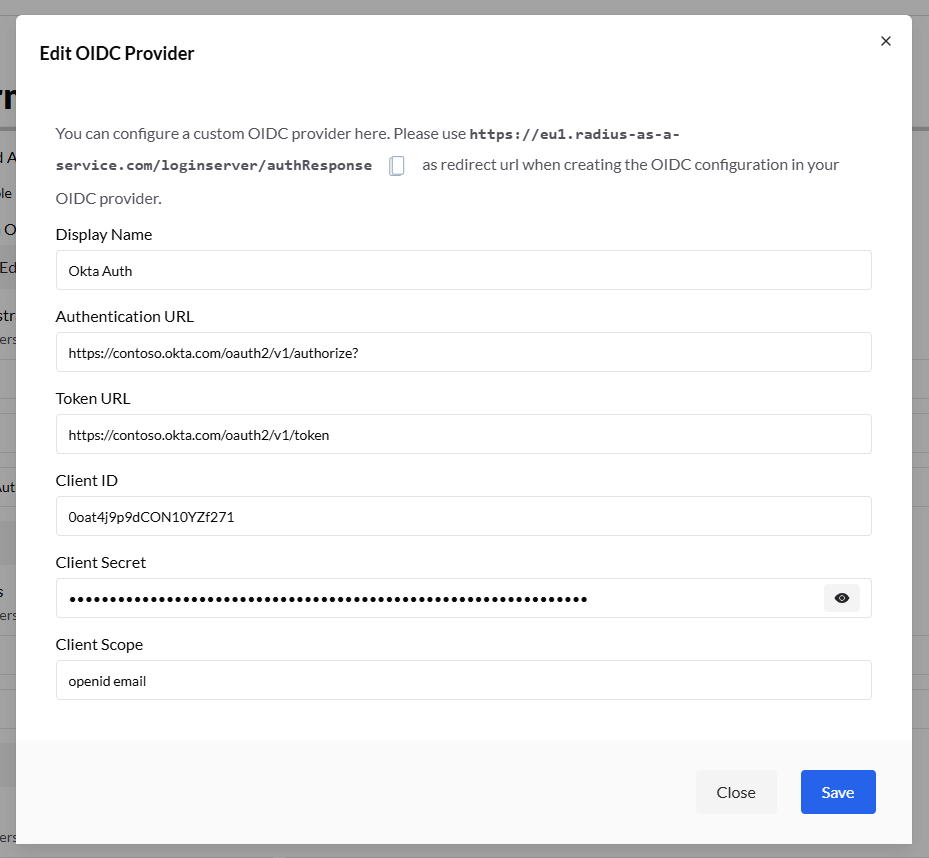 Edit OIDC Provider
You can configure a custom OIDC provider here. Please use https://eu1.radius-as-a-
service.com/loginserver/authResponse as redirect url when creating the OIDC configuration in your
OIDC provider.
Display Name
Okta Auth
Authentication URL
https://contoso.okta.com/oauth2/v1/authorize?
Token URL
https://contoso.okta.com/oauth2/v1/token
Client ID
0oat4j9p9dCON10YZf271
Client Secret
••••••••••••••••••••••••••••••••••••••••••••••••••••••••••••••••
Client Scope
openid email
Close
Save